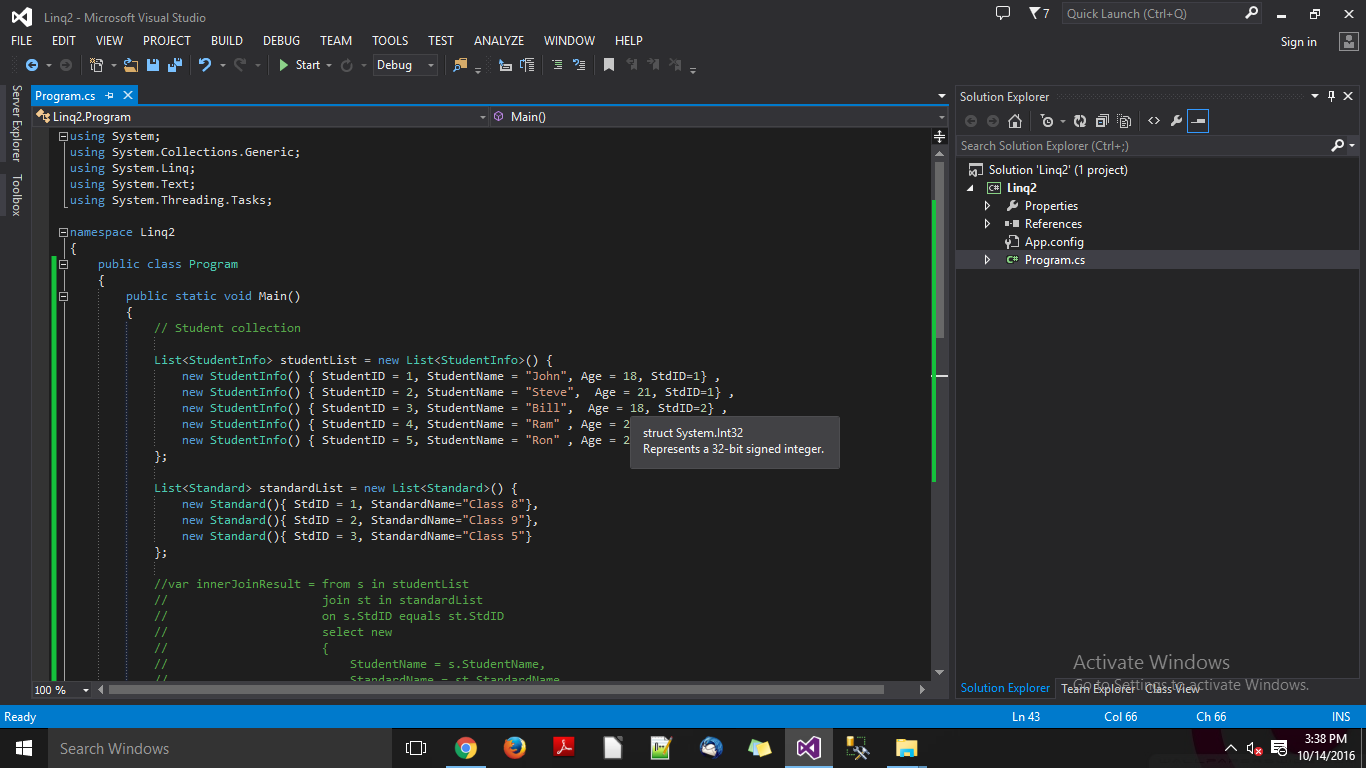 Linq2 - Microsoft Visual Studio
7
Quick Launch (Ctrl+Q)
FILE EDIT VIEW PROJECT BUILD DEBUG TEAM TOOLS TEST ANALYZE WINDOW HELP
Sign in
Start
Debug
Server Explorer
Toolbox
Program.cs
Linq2.Program
Main()
using System;
using System.Collections.Generic;
using System.Linq;
using System.Text;
using System.Threading.Tasks;
namespace Linq2
{
public class Program
{
public static void Main()
{
// Student collection
List<StudentInfo> studentList = new List<StudentInfo>() {
new StudentInfo() { StudentID = 1, StudentName = "John", Age = 18, StdID=1} ,
new StudentInfo() { StudentID = 2, StudentName = "Steve",  Age = 21, StdID=1} ,
new StudentInfo() { StudentID = 3, StudentName = "Bill",  Age = 18, StdID=2} ,
new StudentInfo() { StudentID = 4, StudentName = "Ram" , Age = 2
new StudentInfo() { StudentID = 5, StudentName = "Ron" , Age = 2
struct System.Int32
Represents a 32-bit signed integer.
};
List<Standard> standardList = new List<Standard>() {
new Standard(){ StdID = 1, StandardName="Class 8"},
new Standard(){ StdID = 2, StandardName="Class 9"},
new Standard(){ StdID = 3, StandardName="Class 5"}
};
//var innerJoinResult = from s in studentList
// join st in standardList
// on s.StdID equals st.StdID
// select new
// {
// StudentName = s.StudentName,
// StandardName = st.StandardName
100 %
Solution Explorer
Search Solution Explorer (Ctrl+;)
Solution 'Linq2' (1 project)
C# Linq2
Properties
References
App.config
C# Program.cs
Activate Windows
Go to Settings to activate Windows.
Solution Explorer Team Explorer Class View
Ready
Ln 43
Col 66
Ch 66
INS
Search Windows
3:38 PM
10/14/2016